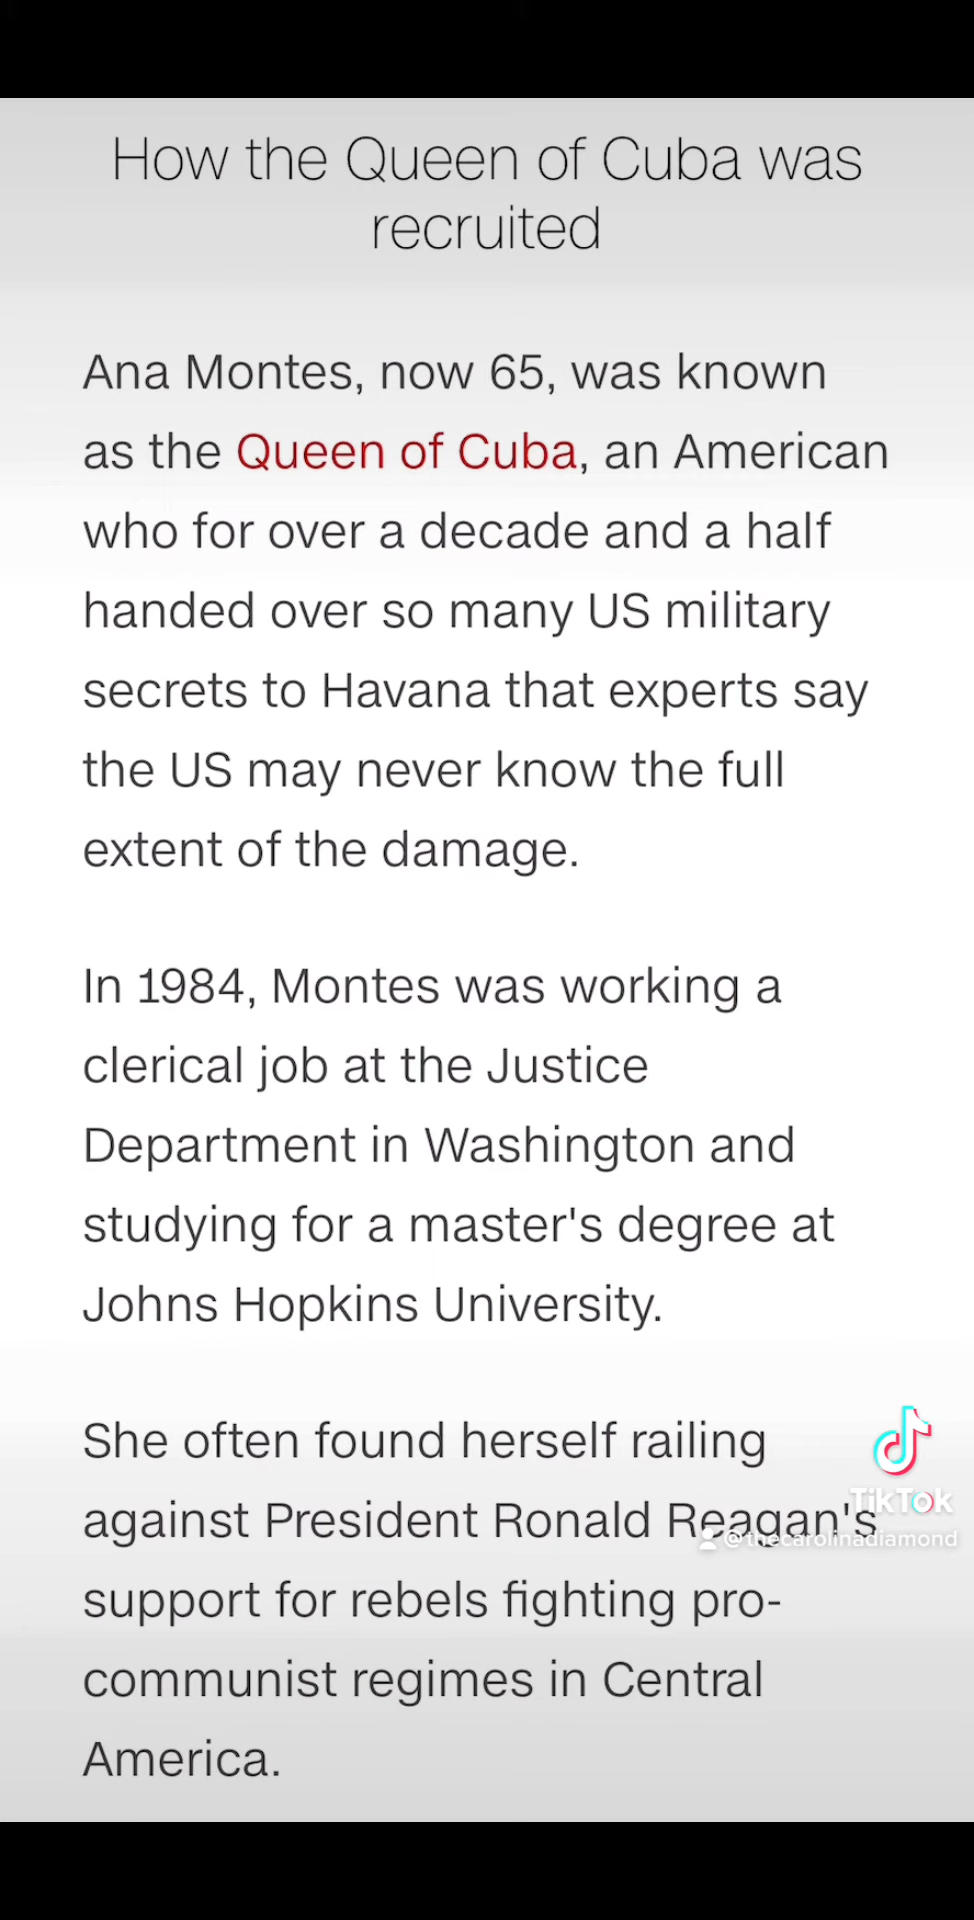 How the Queen of Cuba was
recruited
Ana Montes, now 65, was known
as the Queen of Cuba, an American
who for over a decade and a half
handed over so many US military
secrets to Havana that experts say
the US may never know the full
extent of the damage.
In 1984, Montes was working a
clerical job at the Justice
Department in Washington and
studying for a master's degree at
Johns Hopkins University.
She often found herself railing
against President Ronald Reagan's
support for rebels fighting pro-
communist regimes in Central
America.
TikTok
@thecarolinadiamond